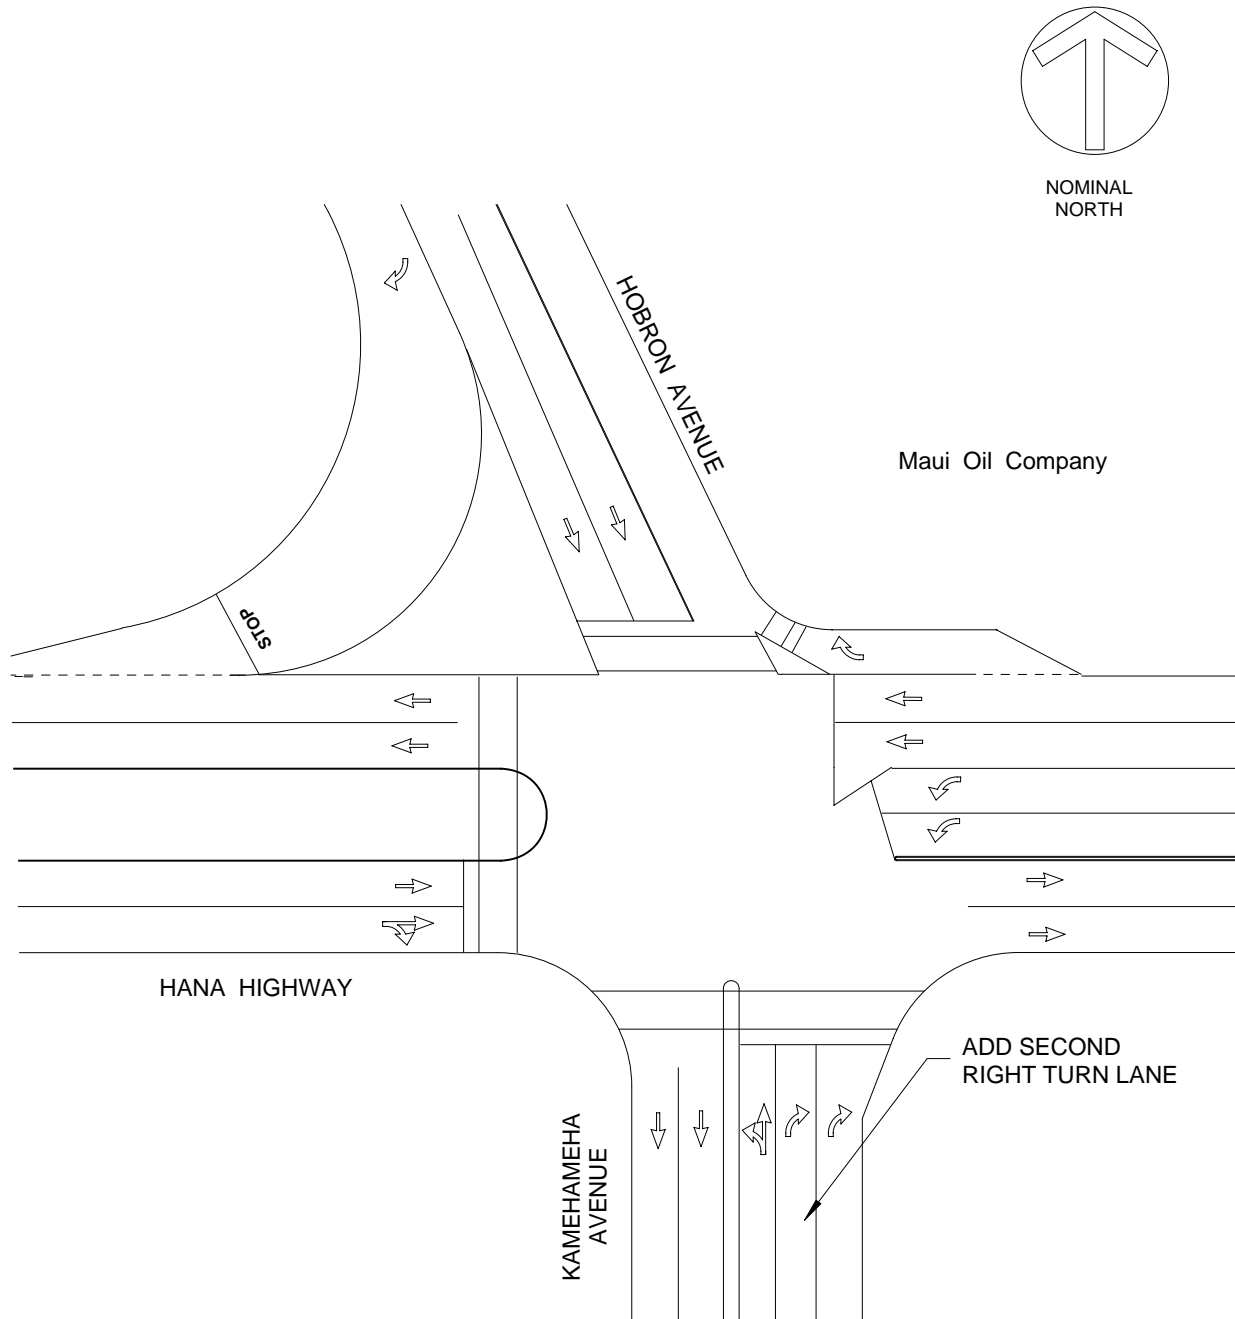 NOMINAL
NORTH
HOBRON AVENUE
Maui Oil Company
STOP
HANA HIGHWAY
ADD SECOND
RIGHT TURN LANE
KAMEHAMEHA
AVENUE